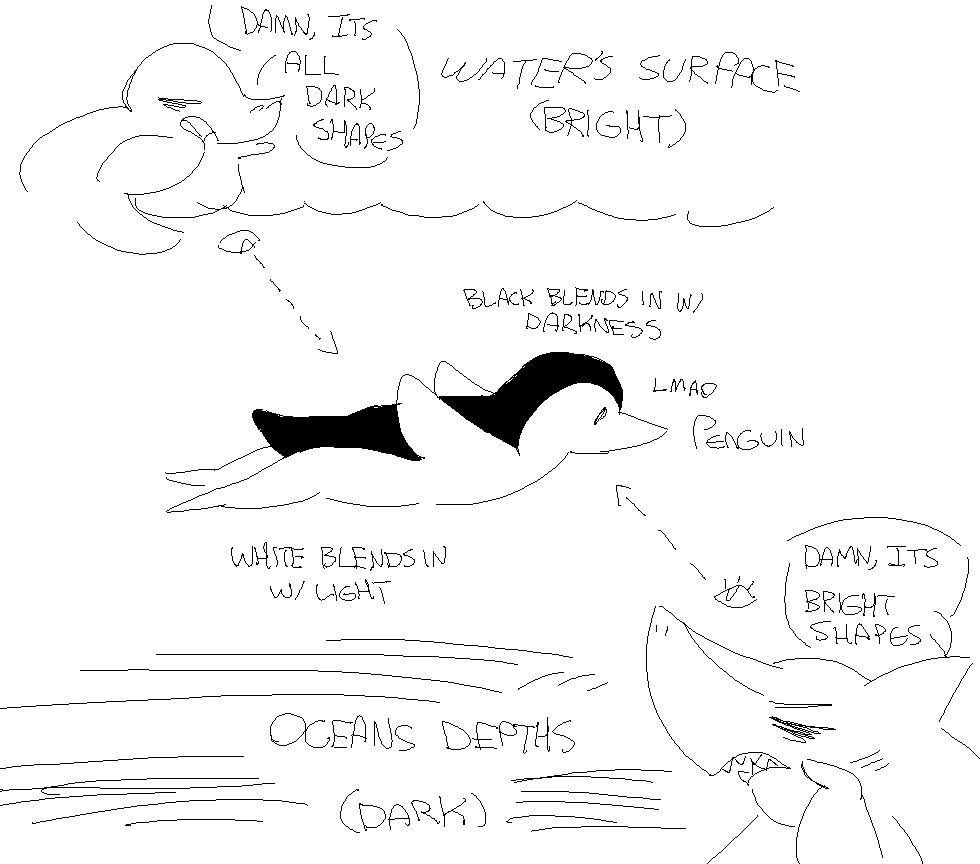 DAMN, ITS
ALL
DARK
SHAPES
WATER'S SURFACE
(BRIGHT)
BLACK BLENDS IN W/
DARKNESS
LMAO
PENGUIN
WHITE BLENDS IN
W/ LIGHT
DAMN, ITS
BRIGHT
SHAPES
OCEANS DEPTHS
(DARK)